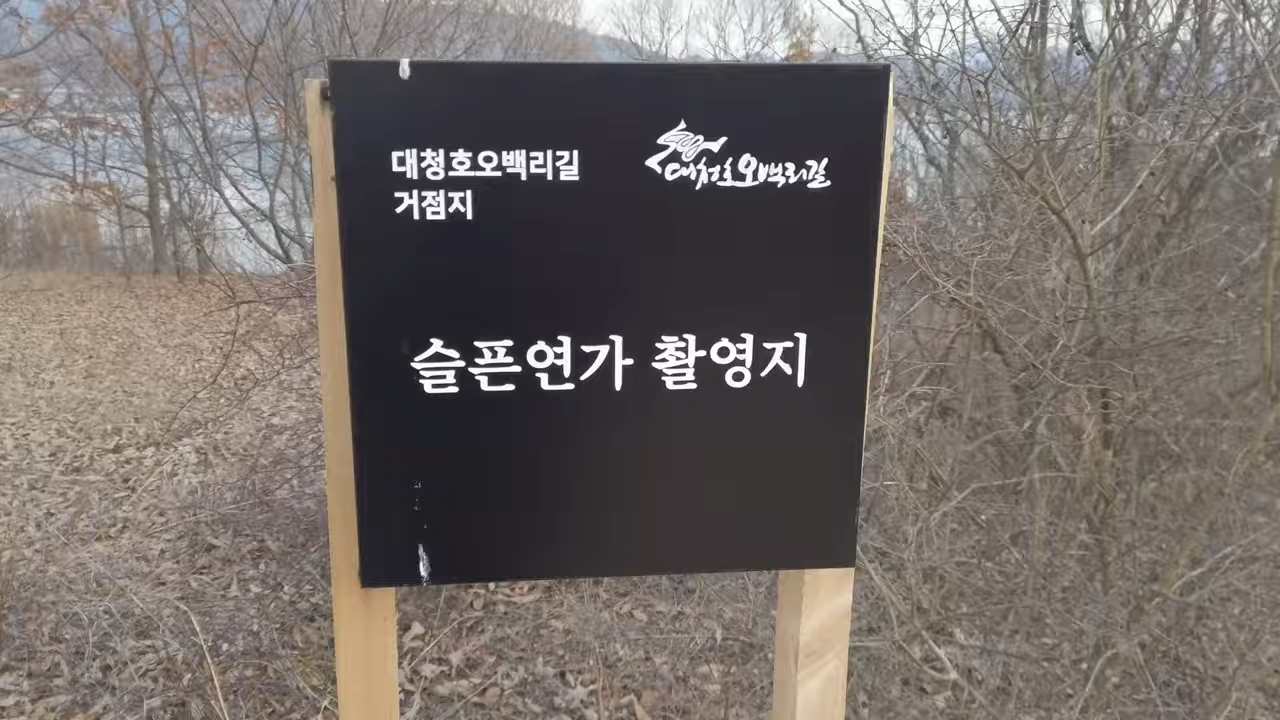 대청호오백리길
거점지
대청호오백리길
슬픈연가 촬영지